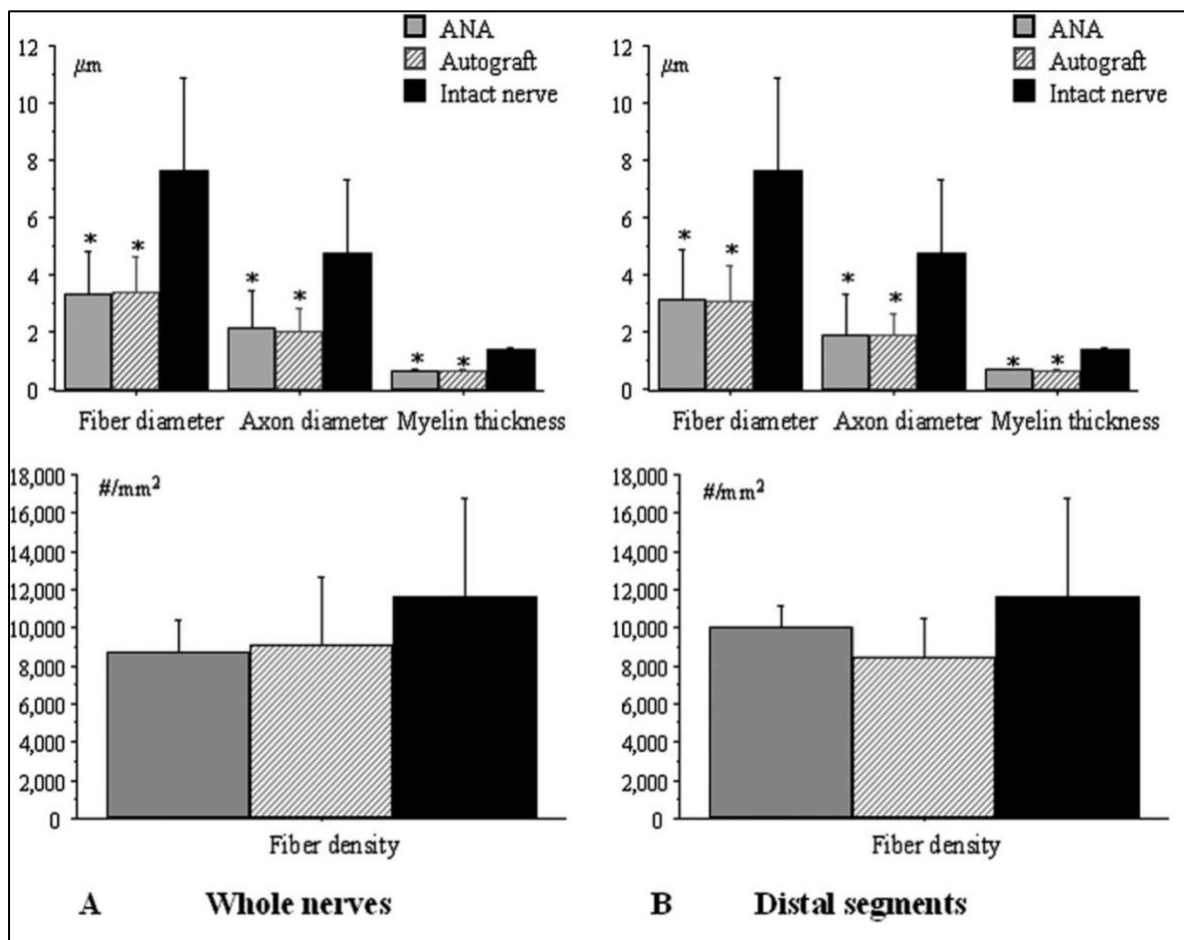 ANA
Autograft
Intact nerve
μm
12
10
8
6
4
2
0
* * * * * *
Fiber diameter Axon diameter Myelin thickness
ANA
Autograft
Intact nerve
μm
12
10
8
6
4
2
0
* * * * * *
Fiber diameter Axon diameter Myelin thickness
#/mm²
18,000
16,000
14,000
12,000
10,000
8,000
6,000
4,000
2,000
0
Fiber density
#/mm²
18,000
16,000
14,000
12,000
10,000
8,000
6,000
4,000
2,000
0
Fiber density
A Whole nerves
B Distal segments